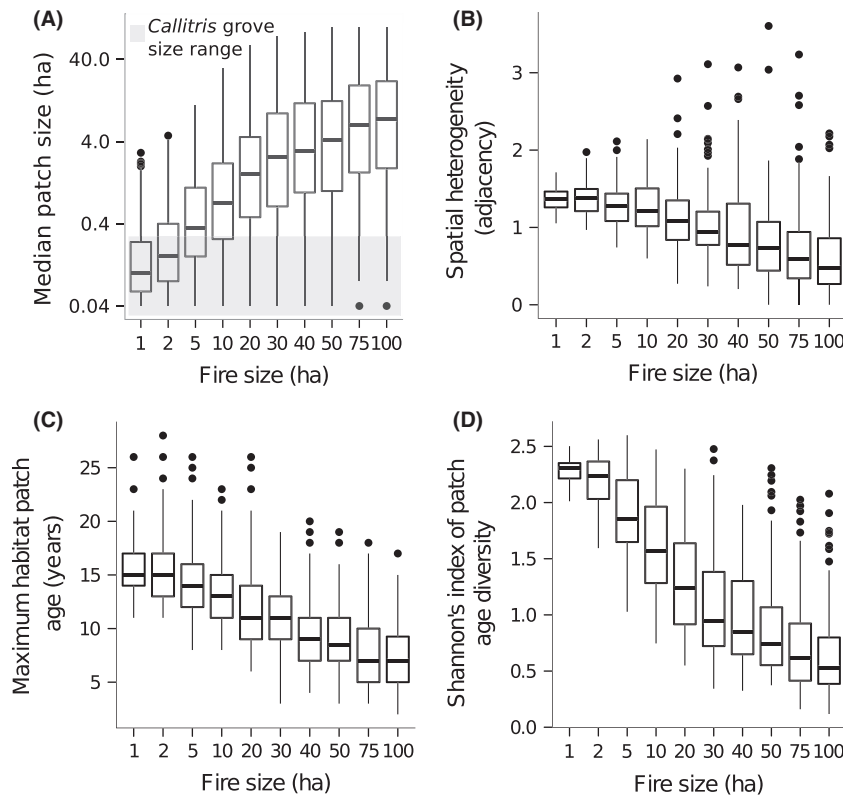 (A)
Callitris grove
size range
Median patch size (ha)
40.0
4.0
0.4
0.04
1 2 5 10 20 30 40 50 75 100
Fire size (ha)
(B)
Spatial heterogeneity
(adjacency)
3
2
1
0
1 2 5 10 20 30 40 50 75 100
Fire size (ha)
(C)
Maximum habitat patch
age (years)
25
20
15
10
5
1 2 5 10 20 30 40 50 75 100
Fire size (ha)
(D)
Shannon's index of patch
age diversity
2.5
2.0
1.5
1.0
0.5
0.0
1 2 5 10 20 30 40 50 75 100
Fire size (ha)